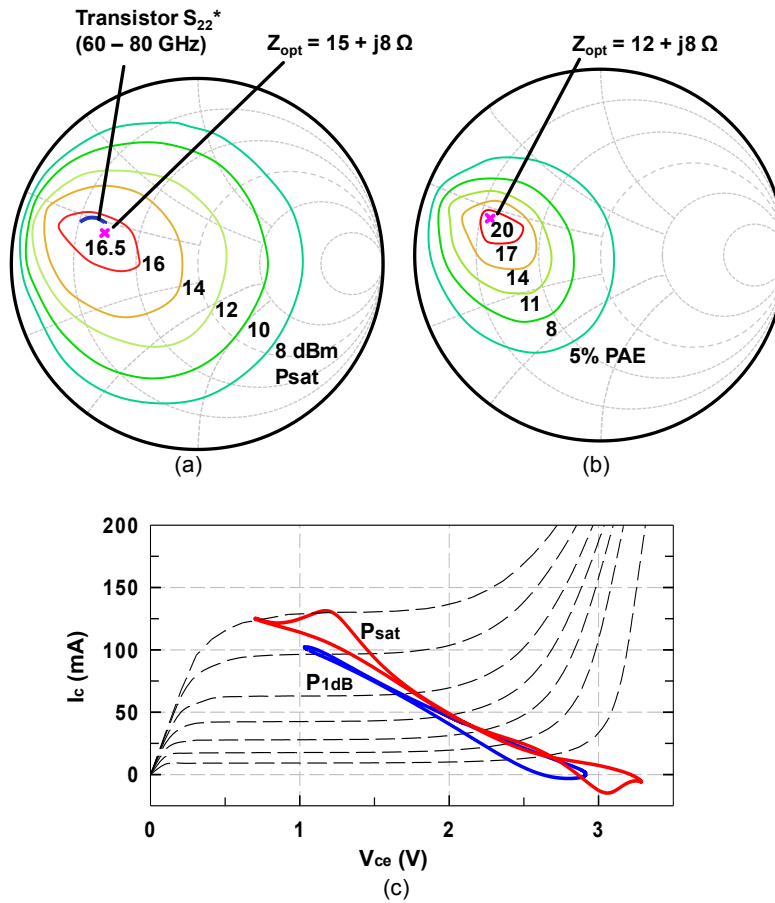 Transistor S22*
(60 – 80 GHz)
Zopt = 15 + j8 Ω
16.5
16
14
12
10
8 dBm
Psat
(a)
Zopt = 12 + j8 Ω
20
17
14
11
8
5% PAE
(b)
200
150
100
50
0
Ic (mA)
Psat
P1dB
0 1 2 3
Vce (V)
(c)